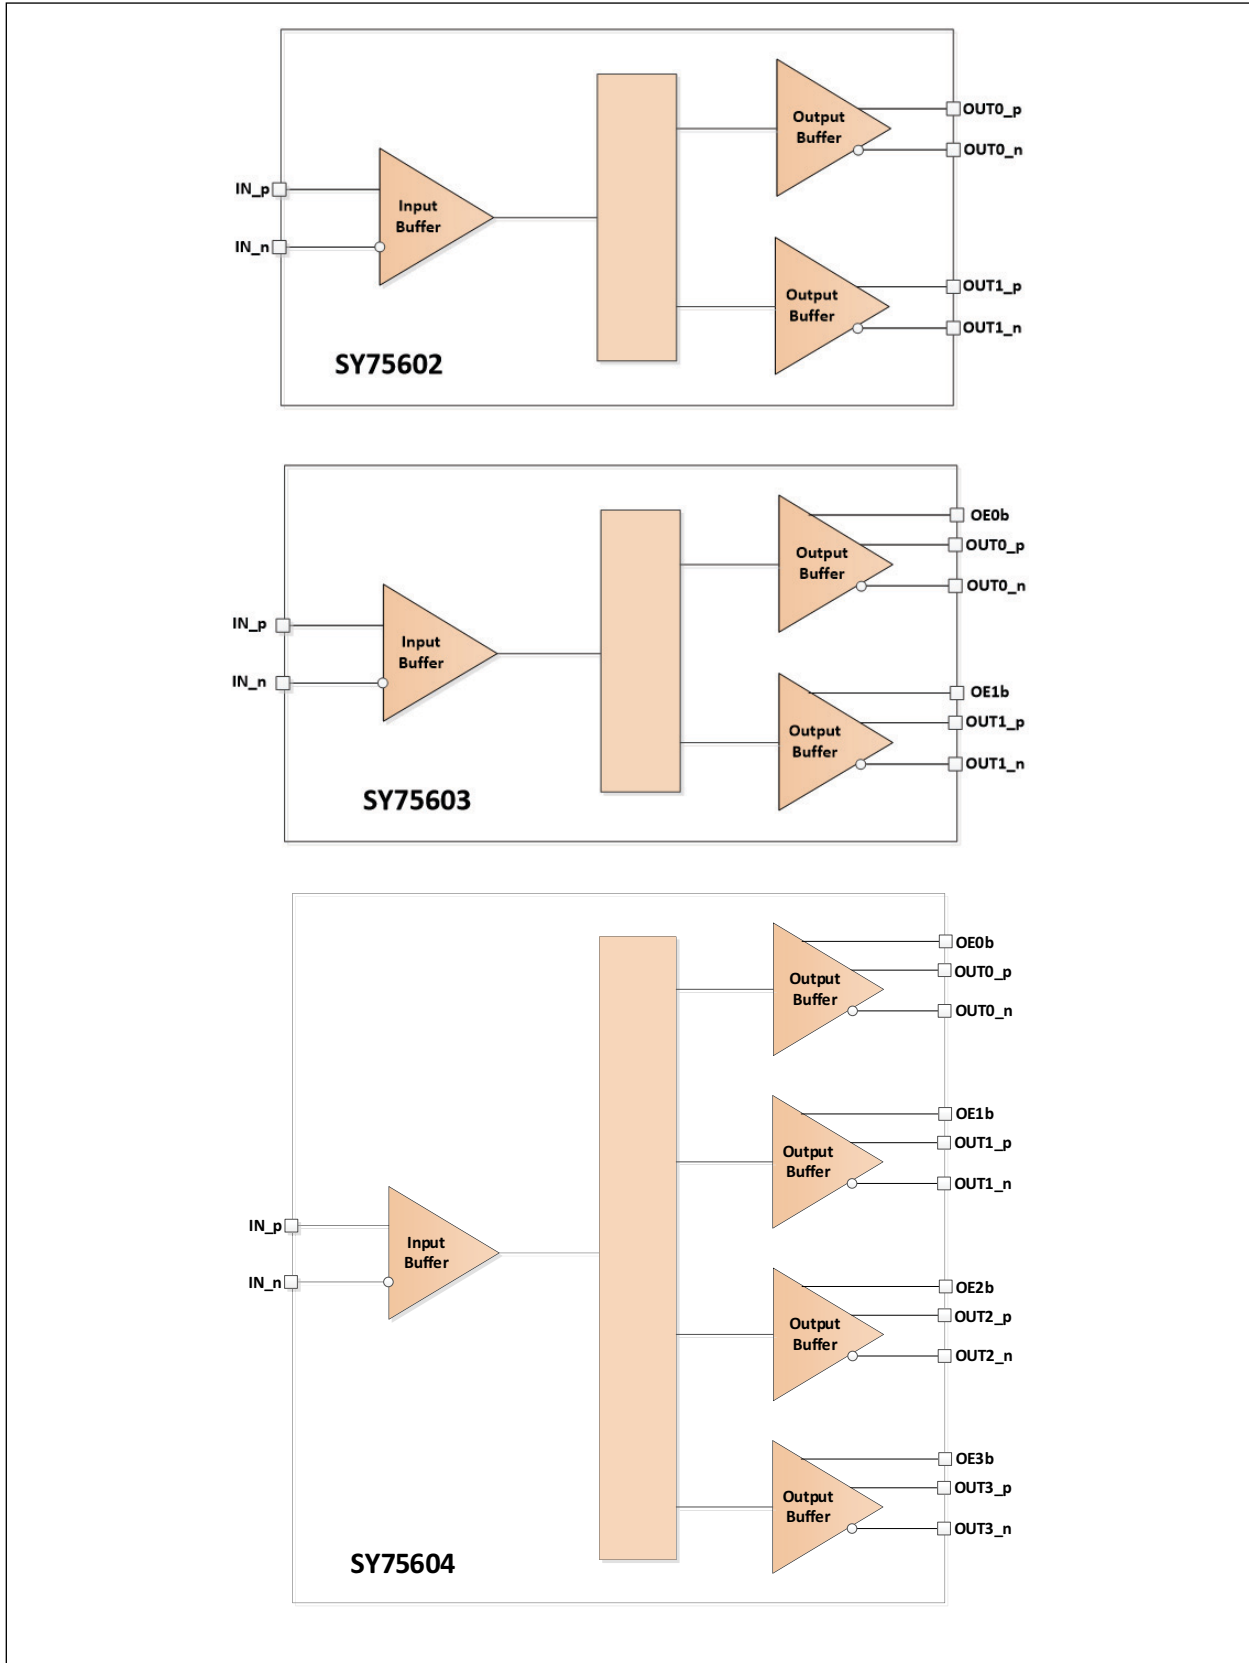 OUT0_p
Output
Buffer
OUT0_n
IN_p
Input
Buffer
IN_n
OUT1_p
Output
Buffer
OUT1_n
SY75602
OE0b
OUT0_p
Output
Buffer
OUT0_n
IN_p
Input
Buffer
IN_n
OE1b
OUT1_p
Output
Buffer
OUT1_n
SY75603
OE0b
OUT0_p
Output
Buffer
OUT0_n
OE1b
OUT1_p
Output
Buffer
OUT1_n
IN_p
Input
Buffer
IN_n
OE2b
OUT2_p
Output
Buffer
OUT2_n
OE3b
OUT3_p
Output
Buffer
OUT3_n
SY75604